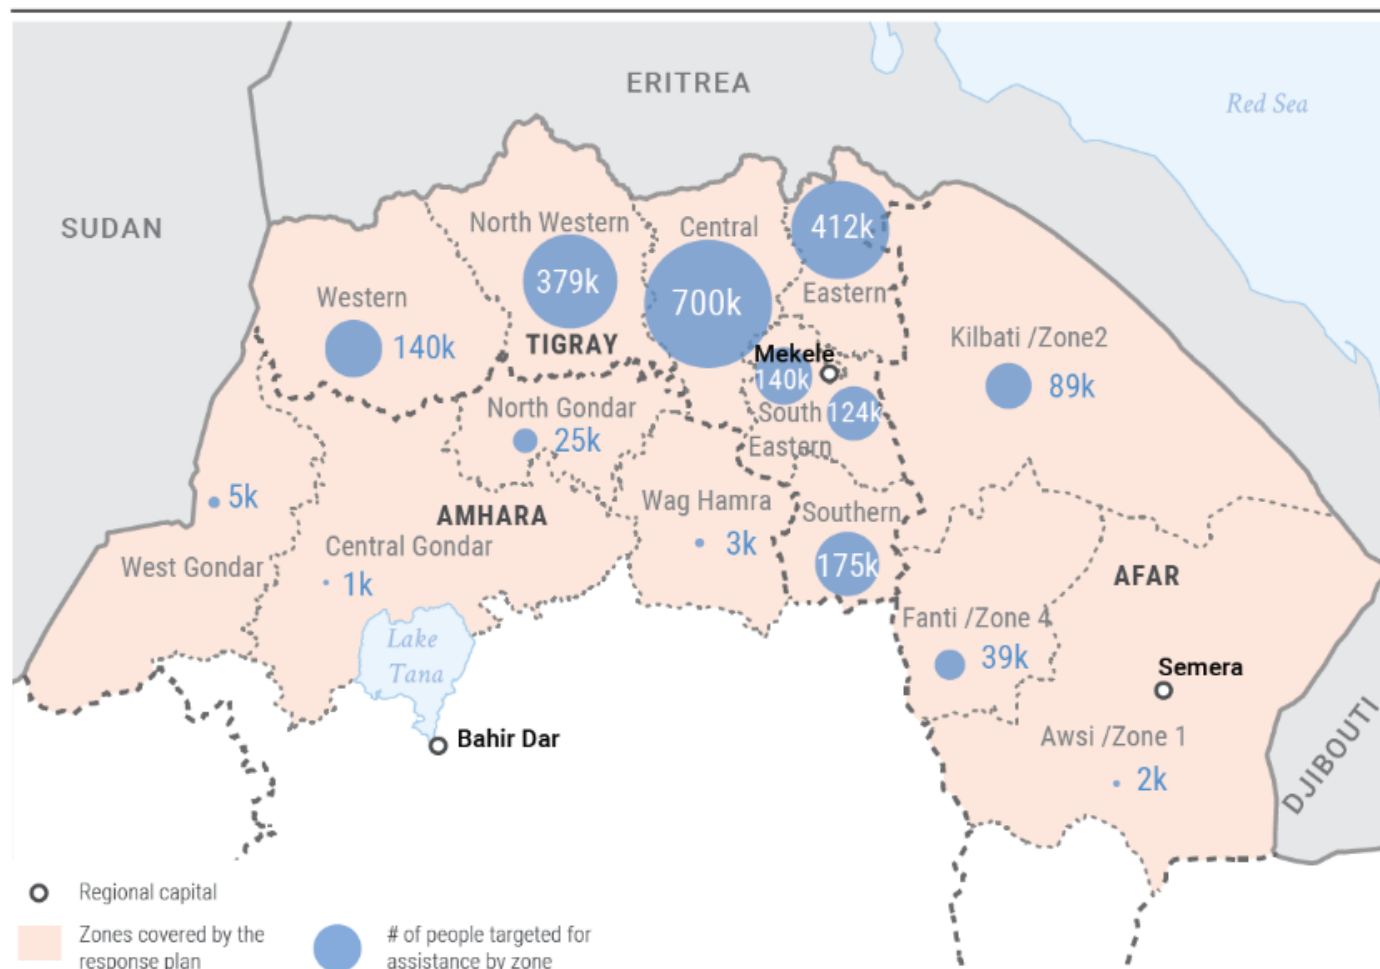 ERITREA
Red Sea
SUDAN
North Western
Central
412k
379k
Eastern
Western
700k
140k
TIGRAY
Kilbati /Zone2
Mekele
140k
89k
North Gondar
South
124k
25k
Eastern
5k
Wag Hamra
Southern
AMHARA
3k
Central Gondar
West Gondar
175k
AFAR
1k
Fanti /Zone 4
Lake
Tana
39k
Semera
Bahir Dar
Awsi /Zone 1
2k
DJIBOUTI
Regional capital
Zones covered by the
response plan
# of people targeted for
assistance by zone